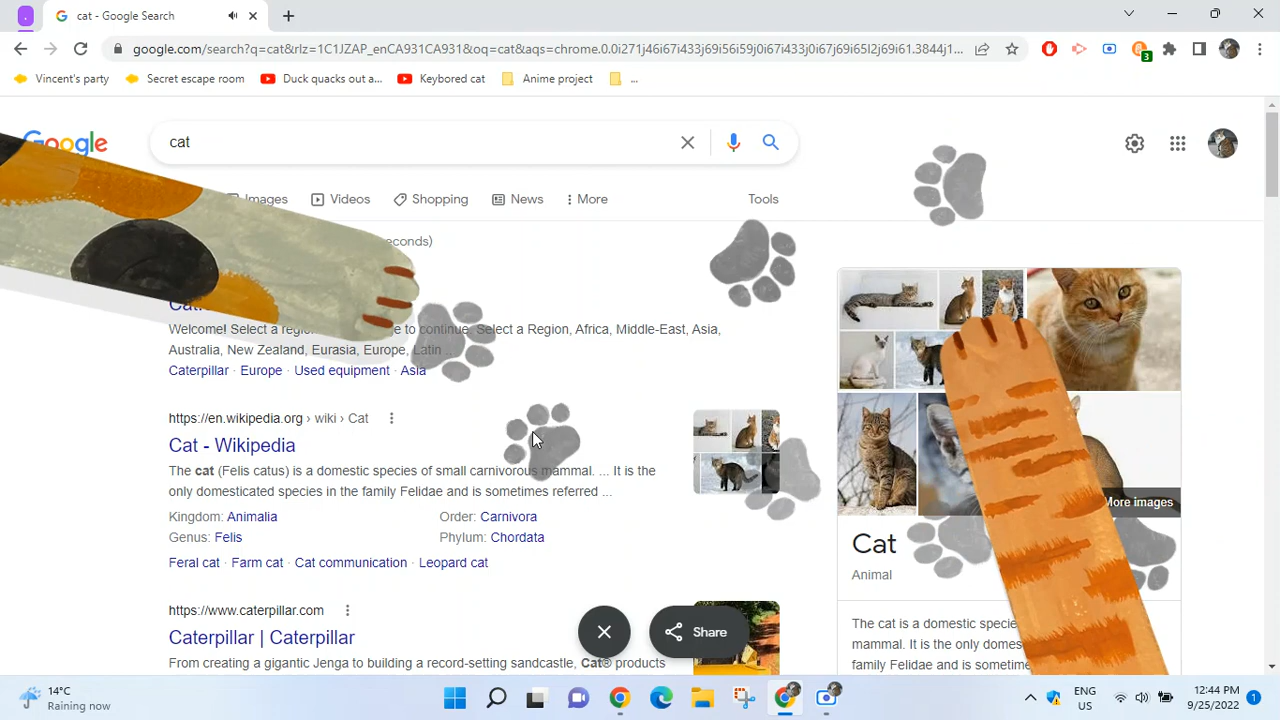 cat - Google Search
google.com/search?q=cat&rlz=1C1JZAP_enCA931CA931&oq=cat&aqs=chrome.0.0i271j46i67i433j69i56i59j0i67i433j0i67j69i65l2j69i61.3844j1...
3
Vincent's party
Secret escape room
Duck quacks out a...
Keybored cat
Anime project
...
Google
cat
Images
Videos
Shopping
News
More
Tools
Welcome! Select a
to continue. Select a Region, Africa, Middle-East, Asia,
Australia, New Zealand, Eurasia, Europe, Latin ...
Caterpillar · Europe · Used equipment · Asia
https://en.wikipedia.org › wiki › Cat
Cat - Wikipedia
The cat (Felis catus) is a domestic species of small carnivorous mammal. ... It is the
only domesticated species in the family Felidae and is sometimes referred ...
Kingdom: Animalia
Order: Carnivora
Genus: Felis
Phylum: Chordata
Feral cat · Farm cat · Cat communication · Leopard cat
https://www.caterpillar.com
Caterpillar | Caterpillar
From creating a gigantic Jenga to building a record-setting sandcastle, Cat® products
More images
Cat
Animal
The cat is a domestic
mammal. It is the only
family Felidae and is
Share
14°C
Raining now
ENG
US
12:44 PM
9/25/2022
1